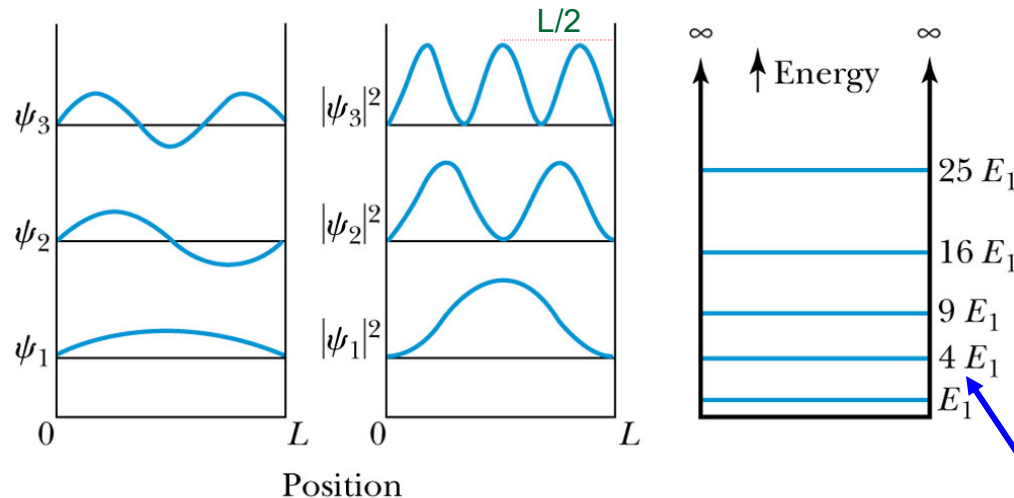 L/2
ψ₃
ψ₂
ψ₁
0
L
|ψ₃|²
|ψ₂|²
|ψ₁|²
0
L
Position
∞
∞
Energy
25 E₁
16 E₁
9 E₁
4 E₁
E₁